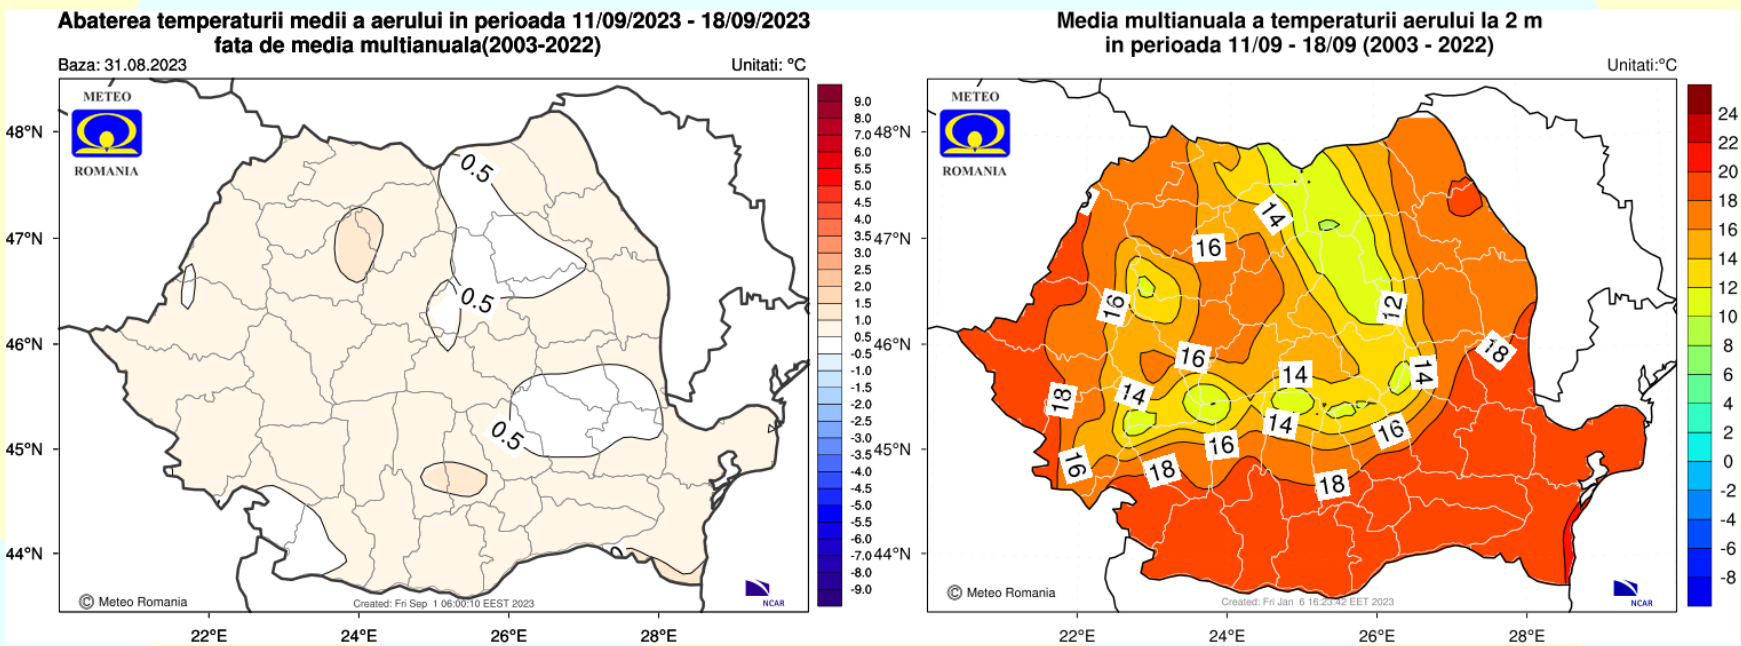 Abaterea temperaturii medii a aerului in perioada 11/09/2023 - 18/09/2023
fata de media multianuala(2003-2022)
Baza: 31.08.2023
Unitati: °C
METEO
ROMANIA
48°N
47°N
46°N
45°N
44°N
0.5
0.5
0.5
9.0
8.0
7.0
6.0
5.5
5.0
4.5
4.0
3.5
3.0
2.5
2.0
1.5
1.0
0.5
-0.5
-1.0
-1.5
-2.0
-2.5
-3.0
-3.5
-4.0
-4.5
-5.0
-5.5
-6.0
-7.0
-8.0
-9.0
© Meteo Romania
Created: Fri Sep 1 06:00:10 EEST 2023
NCAR
22°E
24°E
26°E
28°E
Media multianuala a temperaturii aerului la 2 m
in perioada 11/09 - 18/09 (2003 - 2022)
Unitati:°C
METEO
ROMANIA
48°N
47°N
46°N
45°N
44°N
14
16
16
12
18
16
14
14
18
14
14
16
16
16
18
18
24
22
20
18
16
14
12
10
8
6
4
2
0
-2
-4
-6
-8
© Meteo Romania
Created: Fri Jan 6 16:23:42 EET 2023
NCAR
22°E
24°E
26°E
28°E